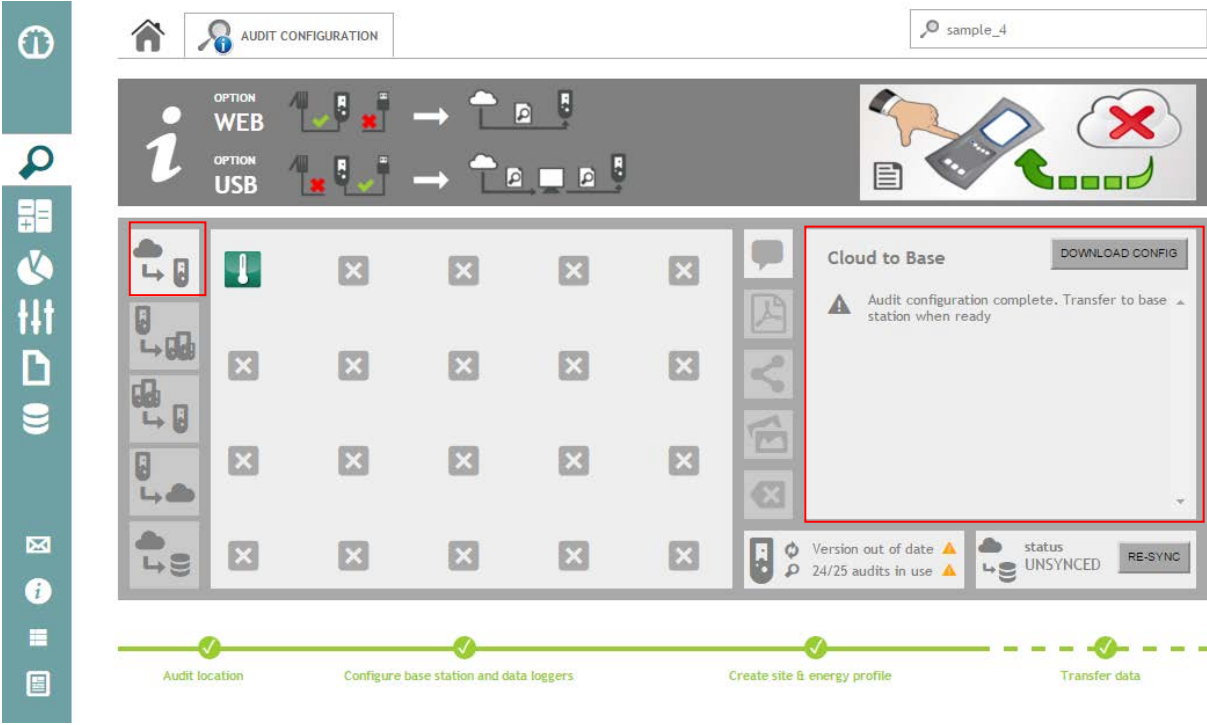 AUDIT CONFIGURATION
sample_4
OPTION
WEB
OPTION
USB
Cloud to Base
DOWNLOAD CONFIG
Audit configuration complete. Transfer to base
station when ready
Version out of date
24/25 audits in use
status
UNSYNCED
RE-SYNC
Audit location
Configure base station and data loggers
Create site & energy profile
Transfer data